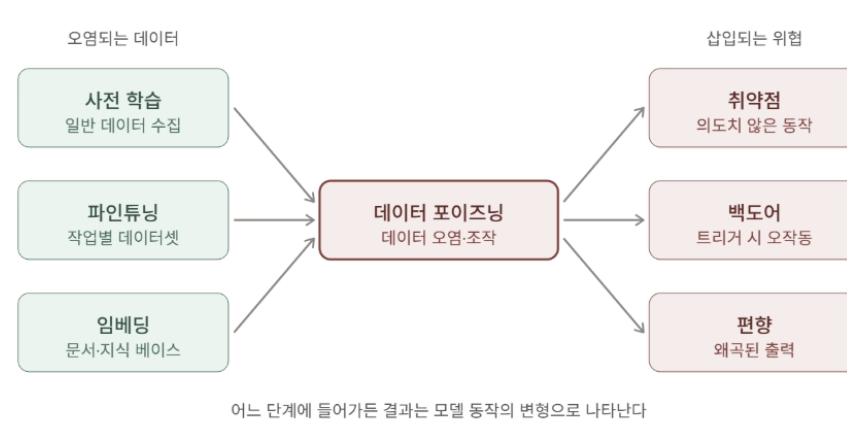 오염되는 데이터
삽입되는 위협
사전 학습
일반 데이터 수집
파인튜닝
작업별 데이터셋
임베딩
문서·지식 베이스
데이터 포이즈닝
데이터 오염·조작
취약점
의도치 않은 동작
백도어
트리거 시 오작동
편향
왜곡된 출력
어느 단계에 들어가든 결과는 모델 동작의 변형으로 나타난다